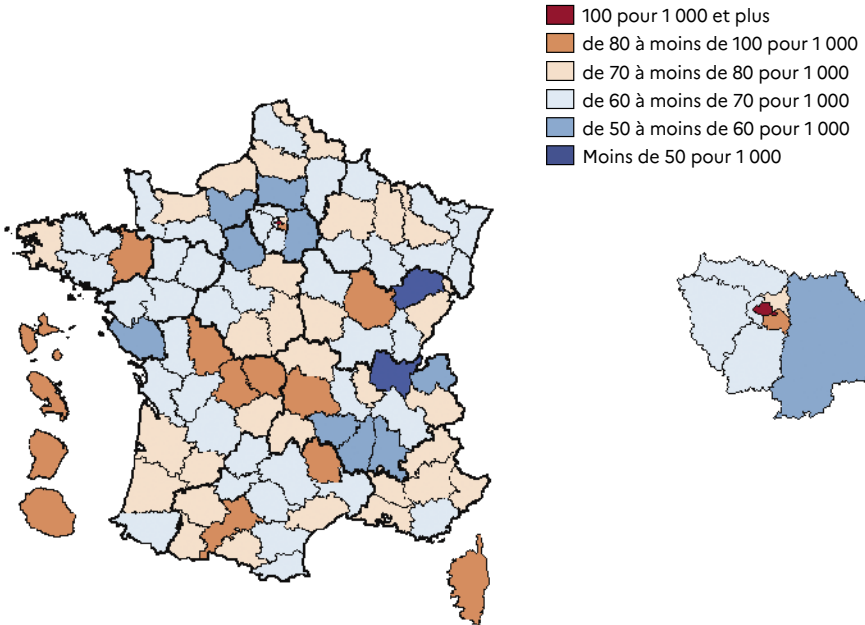 100 pour 1 000 et plus
de 80 à moins de 100 pour 1 000
de 70 à moins de 80 pour 1 000
de 60 à moins de 70 pour 1 000
de 50 à moins de 60 pour 1 000
Moins de 50 pour 1 000